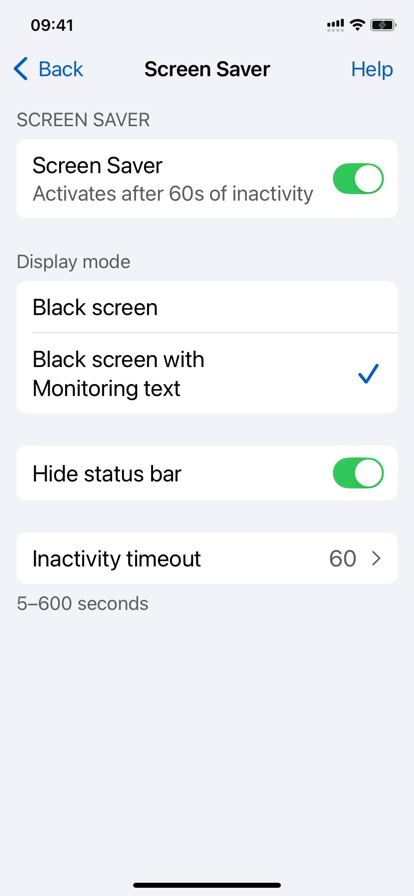 09:41
Back
Screen Saver
Help
SCREEN SAVER
Screen Saver
Activates after 60s of inactivity
Display mode
Black screen
Black screen with
Monitoring text
Hide status bar
Inactivity timeout
60
5–600 seconds